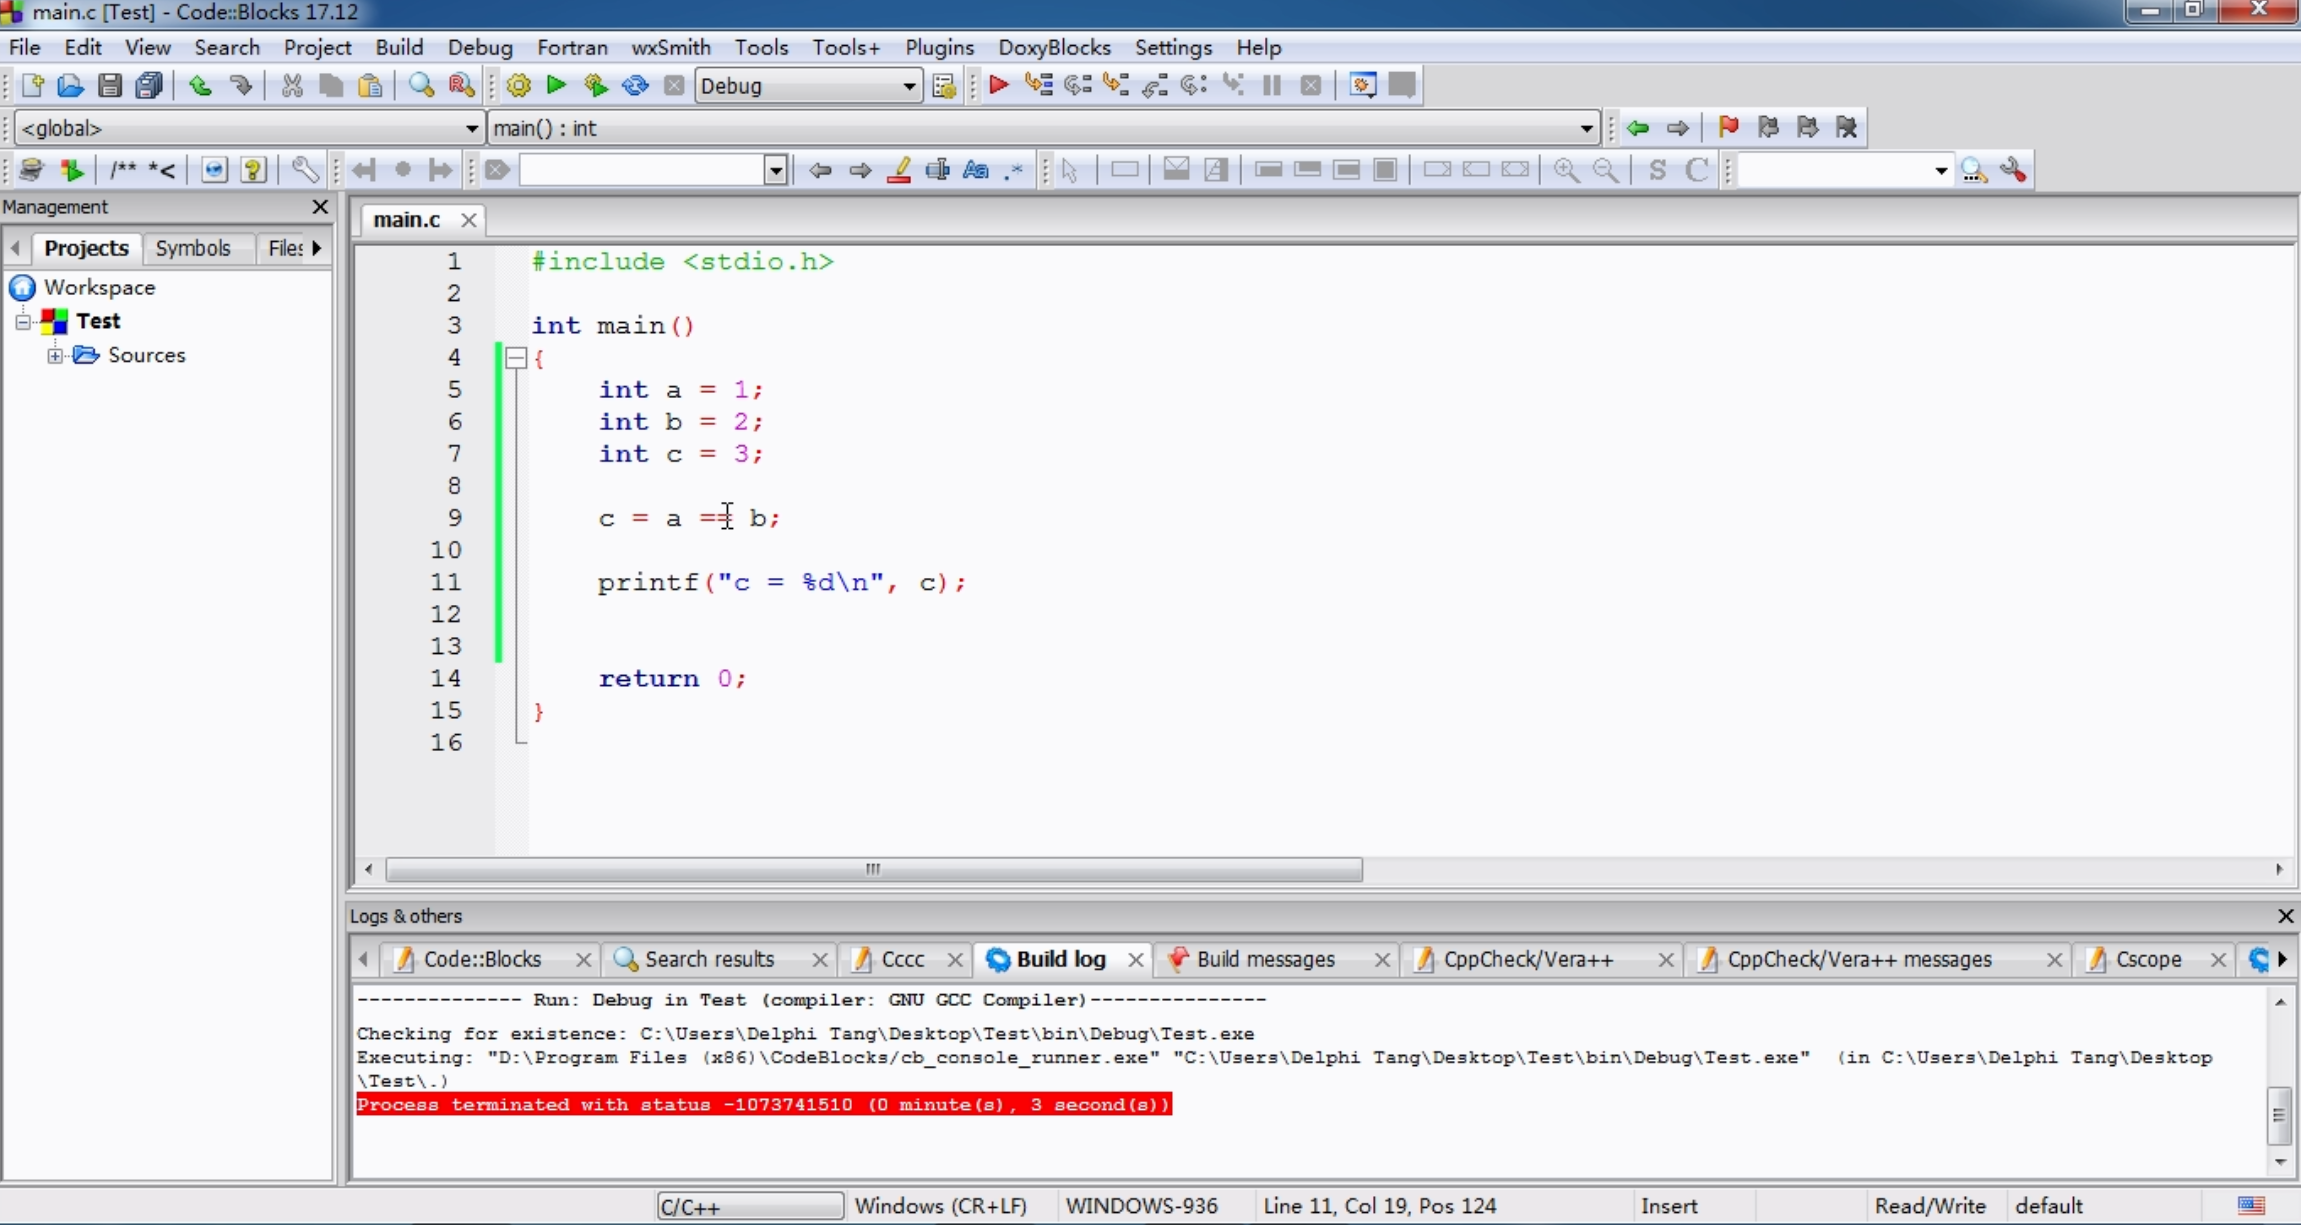 main.c [Test] - Code::Blocks 17.12
File Edit View Search Project Build Debug Fortran wxSmith Tools Tools+ Plugins DoxyBlocks Settings Help
Debug
<global> main() : int
/** *<
S C
Management
Projects Symbols Files
Workspace
Test
Sources
main.c
1 #include <stdio.h>
2
3 int main()
4 {
5 int a = 1;
6 int b = 2;
7 int c = 3;
8
9 c = a == b;
10
11 printf("c = %d\n", c);
12
13
14 return 0;
15 }
16
Logs & others
Code::Blocks Search results Cccc Build log Build messages CppCheck/Vera++ CppCheck/Vera++ messages Cscope
-------------- Run: Debug in Test (compiler: GNU GCC Compiler)---------------
Checking for existence: C:\Users\Delphi Tang\Desktop\Test\bin\Debug\Test.exe
Executing: "D:\Program Files (x86)\CodeBlocks/cb_console_runner.exe" "C:\Users\Delphi Tang\Desktop\Test\bin\Debug\Test.exe"  (in C:\Users\Delphi Tang\Desktop
\Test\.)
Process terminated with status -1073741510 (0 minute(s), 3 second(s))
C/C++ Windows (CR+LF) WINDOWS-936 Line 11, Col 19, Pos 124 Insert Read/Write default